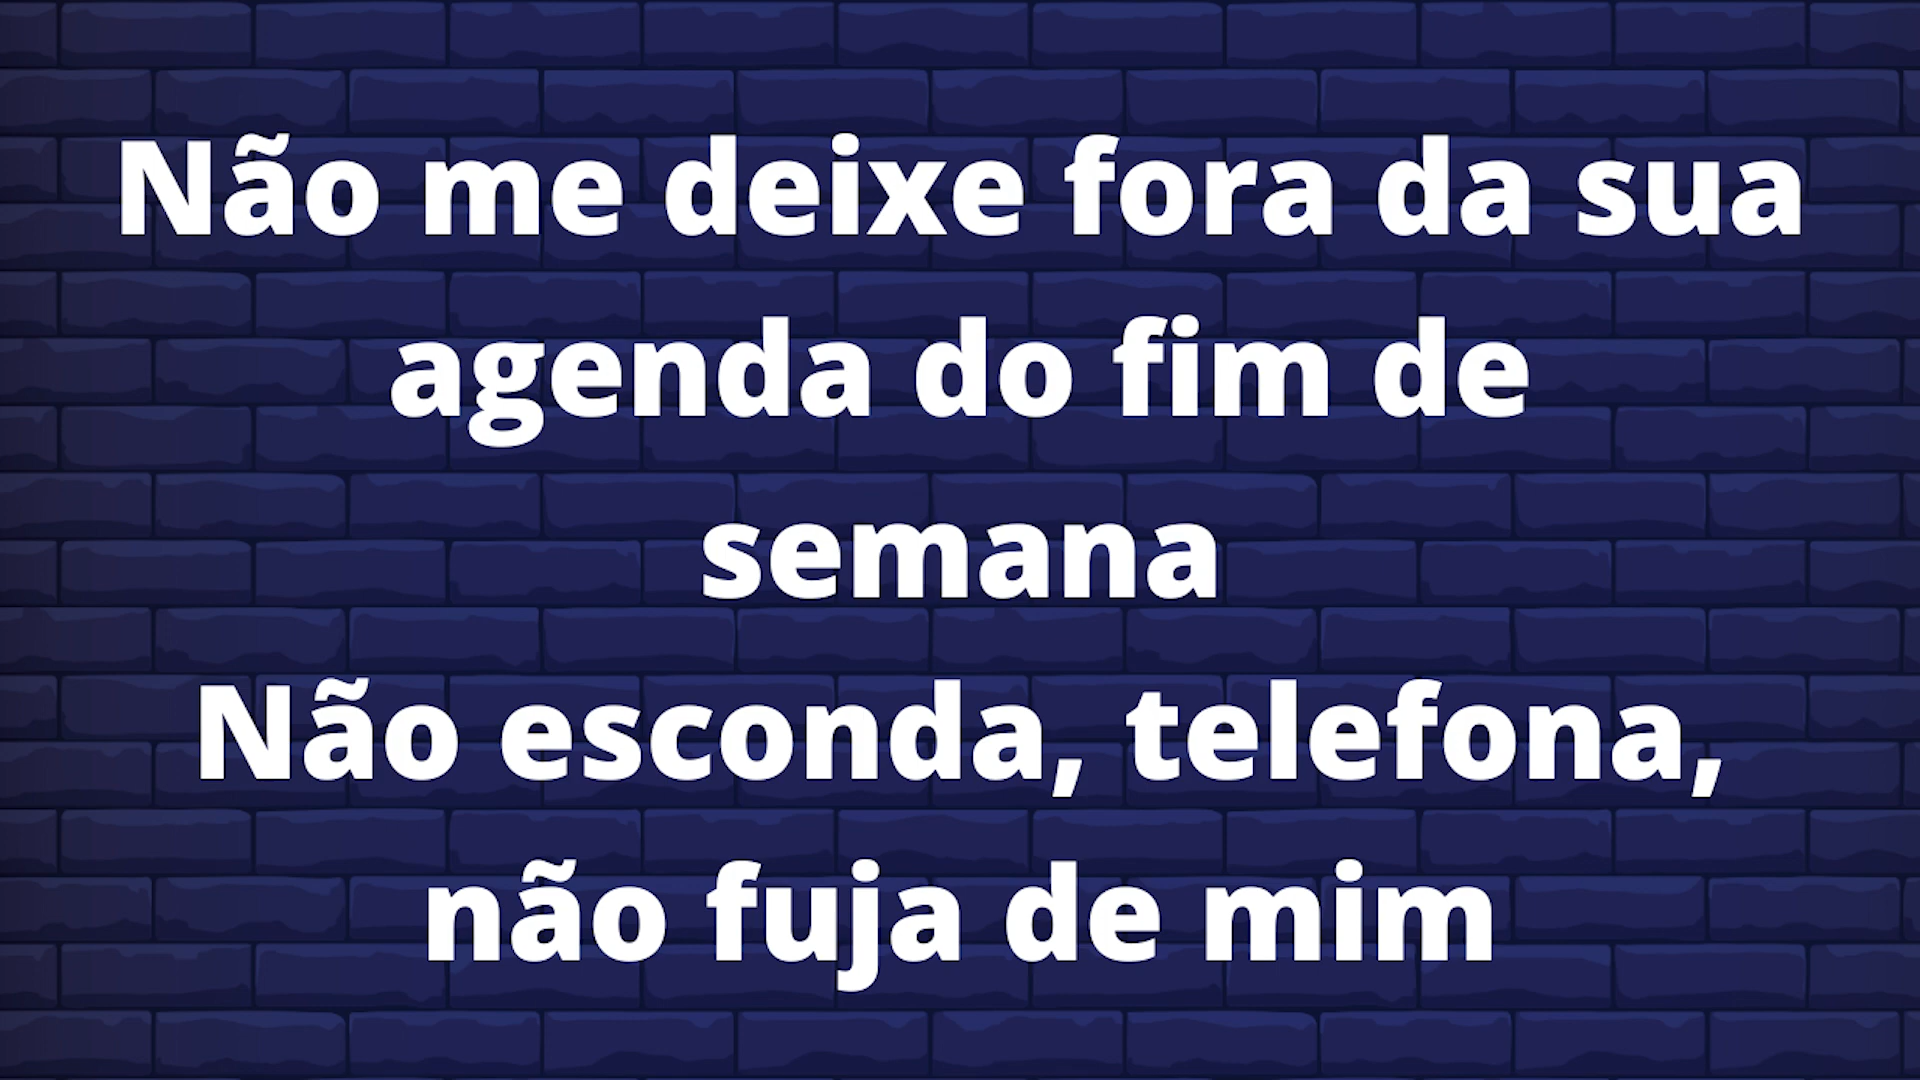 Não me deixe fora da sua
agenda do fim de
semana
Não esconda, telefona,
não fuja de mim